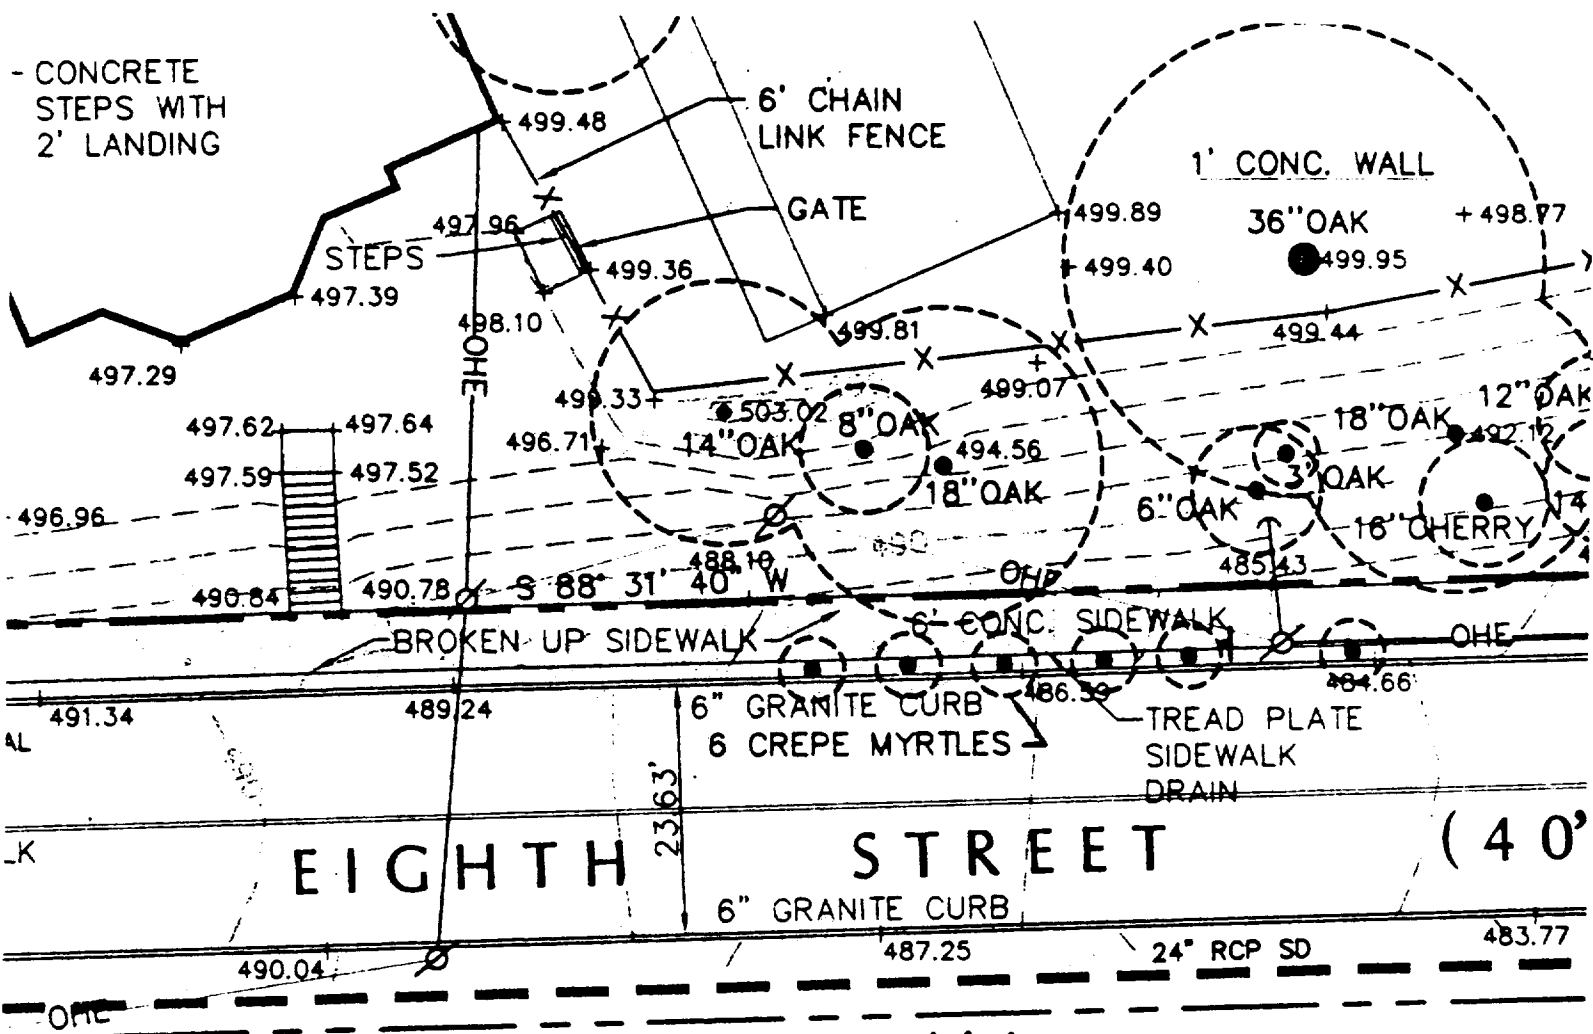 - CONCRETE
STEPS WITH
2' LANDING
499.48
6' CHAIN
LINK FENCE
1' CONC. WALL
GATE
497.96
STEPS
499.36
499.89
36"OAK
498.77
499.40
499.95
497.39
498.10
OHE
499.81
499.44
497.29
499.07
499.33
503.02
14"OAK
8"OAK
18"OAK
12"OAK
492.12
497.62
497.64
496.71
494.56
497.59
497.52
18"OAK
3' OAK
6"OAK
16"CHERRY
14
496.96
490
488.10
485.43
4
490.84
490.78
S 88° 31' 40" W
OHP
6' CONC. SIDEWALK
BROKEN UP SIDEWALK
OHE
491.34
489.24
6" GRANITE CURB
486.59
484.66
6 CREPE MYRTLES
TREAD PLATE
SIDEWALK
DRAIN
AL
490
23.63'
LK
EIGHTH STREET (40'
6" GRANITE CURB
490.04
487.25
24" RCP SD
483.77
OHE